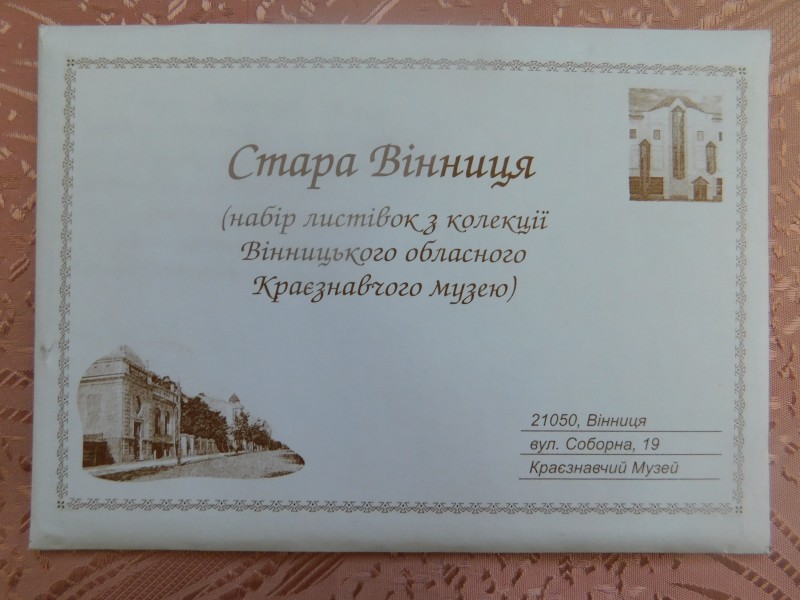 Стара Вінниця
(набір листівок з колекції
Вінницького обласного
Краєзнавчого музею)
21050, Вінниця
вул. Соборна, 19
Краєзнавчий Музей